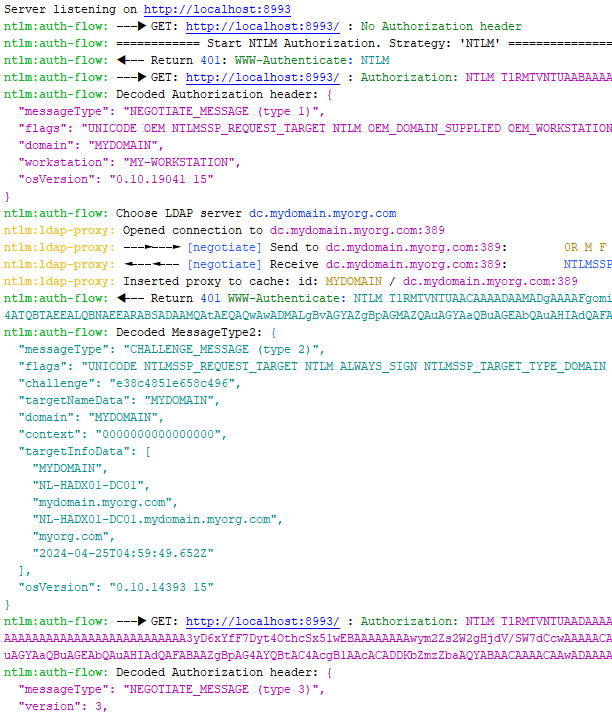 Server listening on http://localhost:8993
ntlm:auth-flow: ---► GET: http://localhost:8993/ : No Authorization header
ntlm:auth-flow: ============ Start NTLM Authorization. Strategy: 'NTLM' ===============
ntlm:auth-flow: ◄--- Return 401: WWW-Authenticate: NTLM
ntlm:auth-flow: ---► GET: http://localhost:8993/ : Authorization: NTLM TlRMTVNTUAABAAAA
ntlm:auth-flow: Decoded Authorization header: {
"messageType": "NEGOTIATE_MESSAGE (type 1)",
"flags": "UNICODE OEM NTLMSSP_REQUEST_TARGET NTLM OEM_DOMAIN_SUPPLIED OEM_WORKSTATION
"domain": "MYDOMAIN",
"workstation": "MY-WORKSTATION",
"osVersion": "0.10.19041 15"
}
ntlm:auth-flow: Choose LDAP server dc.mydomain.myorg.com
ntlm:ldap-proxy: Opened connection to dc.mydomain.myorg.com:389
ntlm:ldap-proxy: ---►---► [negotiate] Send to dc.mydomain.myorg.com:389: 0R M F
ntlm:ldap-proxy: ◄---◄--- [negotiate] Receive dc.mydomain.myorg.com:389: NTLMSSP
ntlm:ldap-proxy: Inserted proxy to cache: id: MYDOMAIN / dc.mydomain.myorg.com:389
ntlm:auth-flow: ◄--- Return 401 WWW-Authenticate: NTLM TlRMTVNTUAACAAAADAAMADgAAAAFgomi
4ATQBTAEEALQBNAEEARABSADAAMQAtAEQAQwAwADMALgBvAGYAZgBpAGMAZQAuAGYAaQBuAGEAbQAuAHIAdQAFA
ntlm:auth-flow: Decoded MessageType2: {
"messageType": "CHALLENGE_MESSAGE (type 2)",
"flags": "UNICODE NTLMSSP_REQUEST_TARGET NTLM ALWAYS_SIGN NTLMSSP_TARGET_TYPE_DOMAIN
"challenge": "e38c4851e658c496",
"targetNameData": "MYDOMAIN",
"domain": "MYDOMAIN",
"context": "0000000000000000",
"targetInfoData": [
"MYDOMAIN",
"NL-HADX01-DC01",
"mydomain.myorg.com",
"NL-HADX01-DC01.mydomain.myorg.com",
"myorg.com",
"2024-04-25T04:59:49.652Z"
],
"osVersion": "0.10.14393 15"
}
ntlm:auth-flow: ---► GET: http://localhost:8993/ : Authorization: NTLM TlRMTVNTUAADAAAA
AAAAAAAAAAAAAAAAAAAAAAAAAA3yD6xYfF7Dyt4OthcSx51wEBAAAAAAAAwym2Zs2W2gHjdV/SW7dCcwAAAAACA
uAGYAaQBuAGEAbQAuAHIAdQAFABAAZgBpAG4AYQBtAC4AcgB1AAcACADDKbZmzZbaAQYABAACAAAACAAwADAAAA
ntlm:auth-flow: Decoded Authorization header: {
"messageType": "NEGOTIATE_MESSAGE (type 3)",
"version": 3,